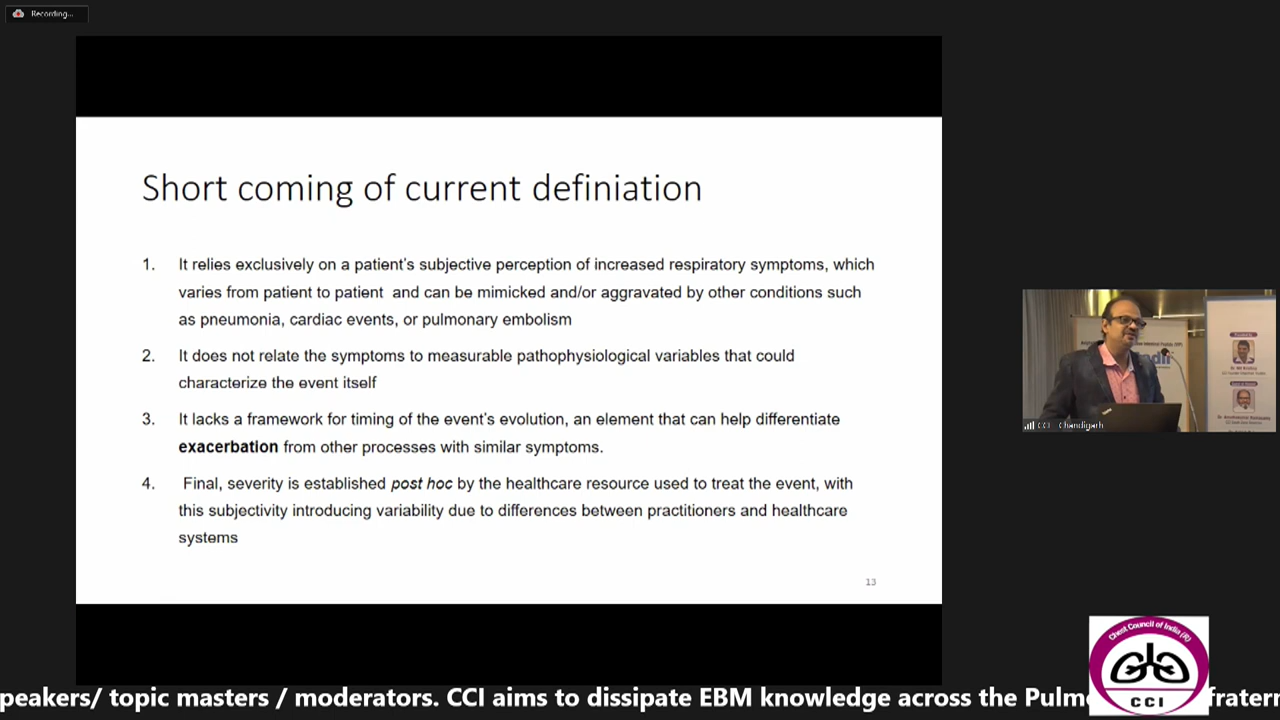 Recording...
Short coming of current definiation
1. It relies exclusively on a patient's subjective perception of increased respiratory symptoms, which
varies from patient to patient and can be mimicked and/or aggravated by other conditions such
as pneumonia, cardiac events, or pulmonary embolism
2. It does not relate the symptoms to measurable pathophysiological variables that could
characterize the event itself
3. It lacks a framework for timing of the event's evolution, an element that can help differentiate
exacerbation from other processes with similar symptoms.
4. Final, severity is established post hoc by the healthcare resource used to treat the event, with
this subjectivity introducing variability due to differences between practitioners and healthcare
systems
13
Chandigarh
Chest Council of India (R)
CCI
peakers/ topic masters / moderators. CCI aims to dissipate EBM knowledge across the Pulm fratern